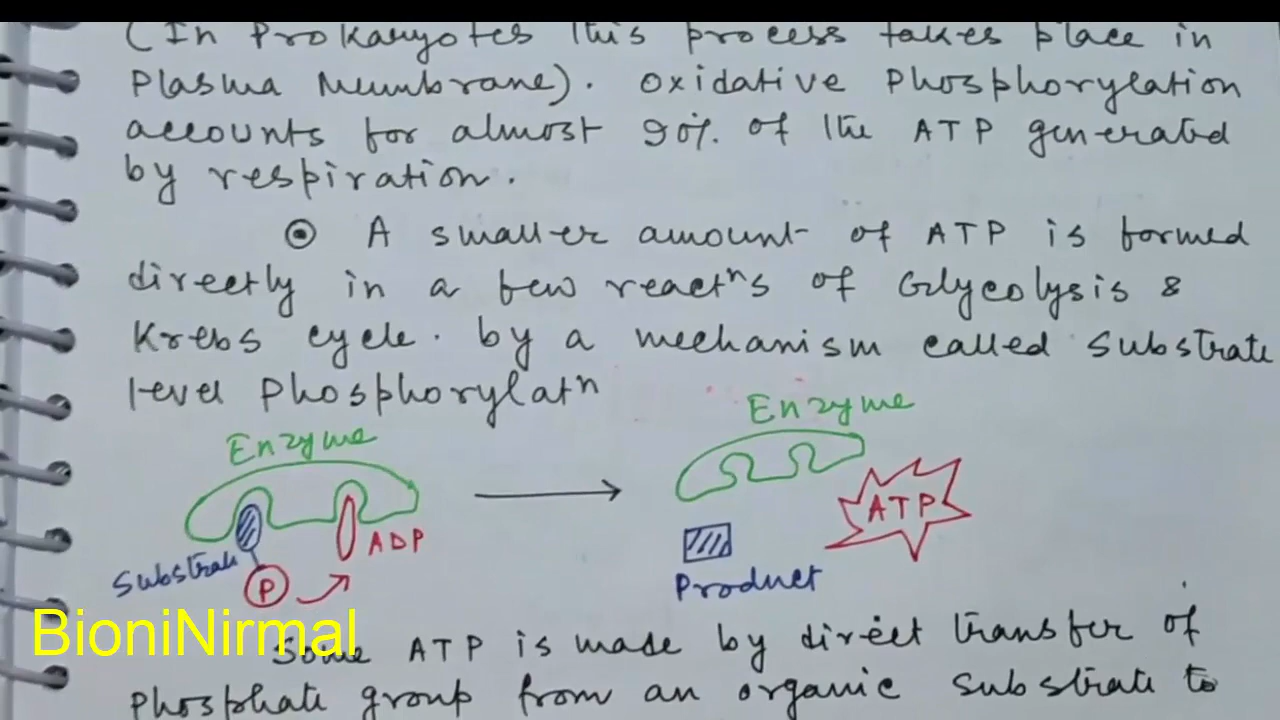 (In Prokaryotes this process takes place in
Plasma Membrane). Oxidative Phosphorylation
accounts for almost 90% of the ATP generated
by respiration.
A smaller amount of ATP is formed
directly in a few reactⁿs of Glycolysis &
Krebs cycle. by a mechanism called Substrate
level Phosphorylatⁿ
Enzyme
Enzyme
ADP
ATP
Substrate
P
Product
BioniNirmal
Some ATP is made by direct transfer of
Phosphate group from an organic Substrate to